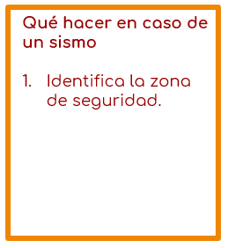 Qué hacer en caso de
un sismo
1. Identifica la zona
de seguridad.